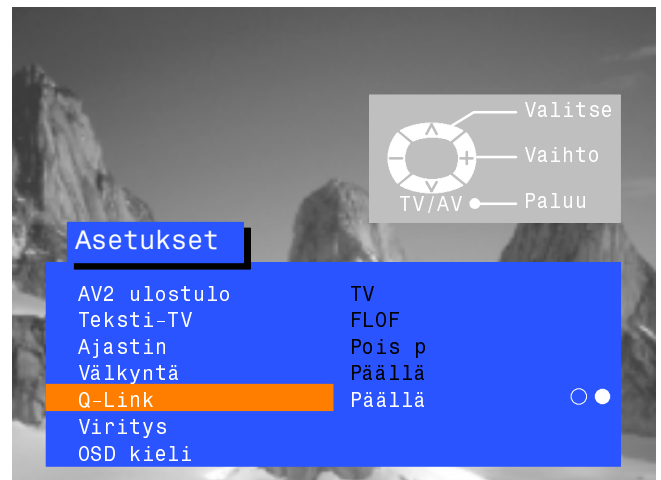 Valitse
Vaihto
TV/AV Paluu
Asetukset
AV2 ulostulo TV
Teksti-TV FLOF
Ajastin Pois p
Välkyntä Päällä
Q-Link Päällä
Viritys
OSD kieli